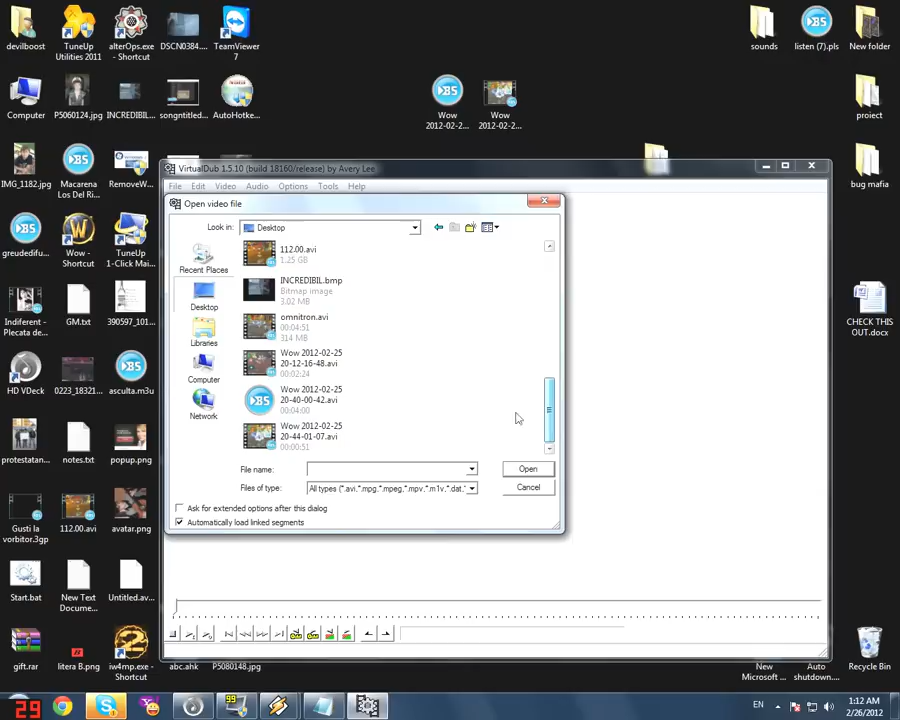 devilboost
TuneUp
Utilities 2011
alterOps.exe
- Shortcut
DSCN0384....
TeamViewer
7
sounds
listen (7).pls
New folder
Computer
P5060124.jpg
INCREDIBIL...
songntitled...
AutoHotke...
Wow
2012-02-2...
Wow
2012-02-2...
proiect
IMG_1182.jpg
Macarena
Los Del Ri...
RemoveW...
bug mafia
VirtualDub 1.5.10 (build 18160/release) by Avery Lee
File Edit Video Audio Options Tools Help
Open video file
Look in:
Desktop
Recent Places
Desktop
Libraries
Computer
Network
112.00.avi
1.25 GB
INCREDIBIL.bmp
Bitmap image
3.02 MB
omnitron.avi
00:04:51
314 MB
Wow 2012-02-25
20-12-16-48.avi
00:02:24
Wow 2012-02-25
20-40-00-42.avi
00:04:00
Wow 2012-02-25
20-44-01-07.avi
00:00:51
File name:
Open
Files of type:
All types (*.avi,*.mpg,*.mpeg,*.mpv,*.m1v,*.dat,*
Cancel
Ask for extended options after this dialog
Automatically load linked segments
greudedifu...
Wow -
Shortcut
TuneUp
1-Click Mai...
Indiferent -
Plecata de...
GM.txt
390597_101...
CHECK THIS
OUT.docx
HD VDeck
0223_18321...
asculta.m3u
protestatan...
notes.txt
popup.png
Gusti la
vorbitor.3gp
112.00.avi
avatar.png
Start.bat
New Text
Docume...
Untitled.av...
gift.rar
litera B.png
iw4mp.exe -
Shortcut
abc.ahk
P5080148.jpg
New
Microsoft ...
Auto
shutdown....
Recycle Bin
29
99
EN
1:12 AM
2/26/2012